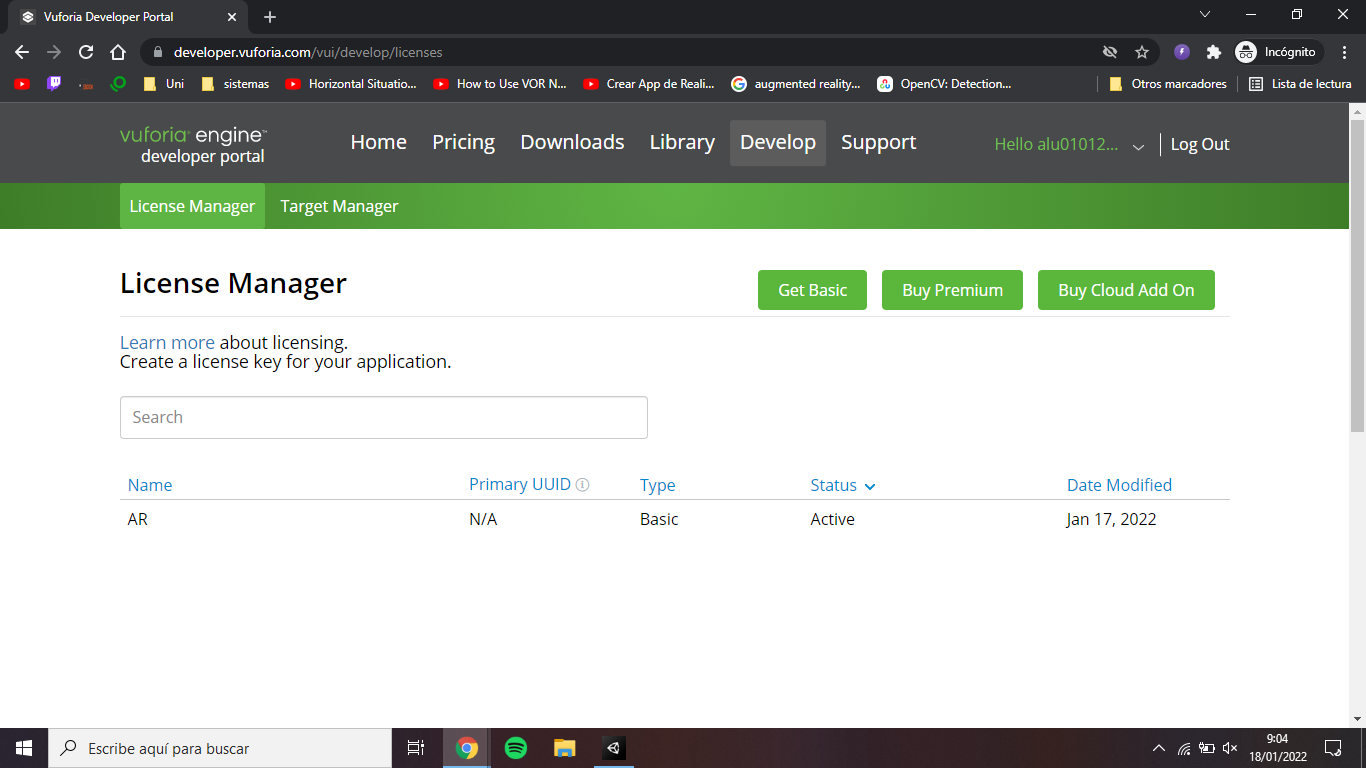 Vuforia Developer Portal
developer.vuforia.com/vui/develop/licenses
Incógnito
Uni
sistemas
Horizontal Situatio...
How to Use VOR N...
Crear App de Reali...
augmented reality...
OpenCV: Detection...
Otros marcadores
Lista de lectura
vuforia® engine™
developer portal
Home
Pricing
Downloads
Library
Develop
Support
Hello alu01012...
Log Out
License Manager
Target Manager
License Manager
Get Basic
Buy Premium
Buy Cloud Add On
Learn more about licensing.
Create a license key for your application.
Search
Name
Primary UUID
Type
Status
Date Modified
AR
N/A
Basic
Active
Jan 17, 2022
Escribe aquí para buscar
9:04
18/01/2022